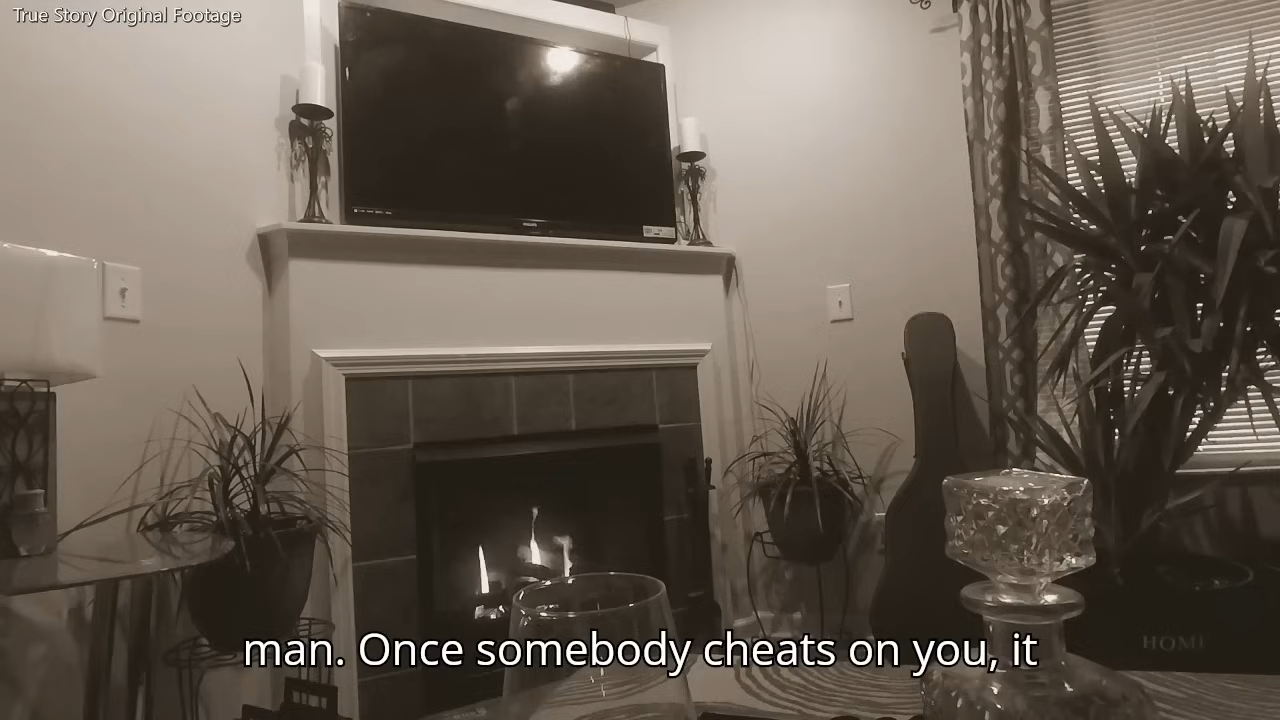 True Story Original Footage
HOME
man. Once somebody cheats on you, it